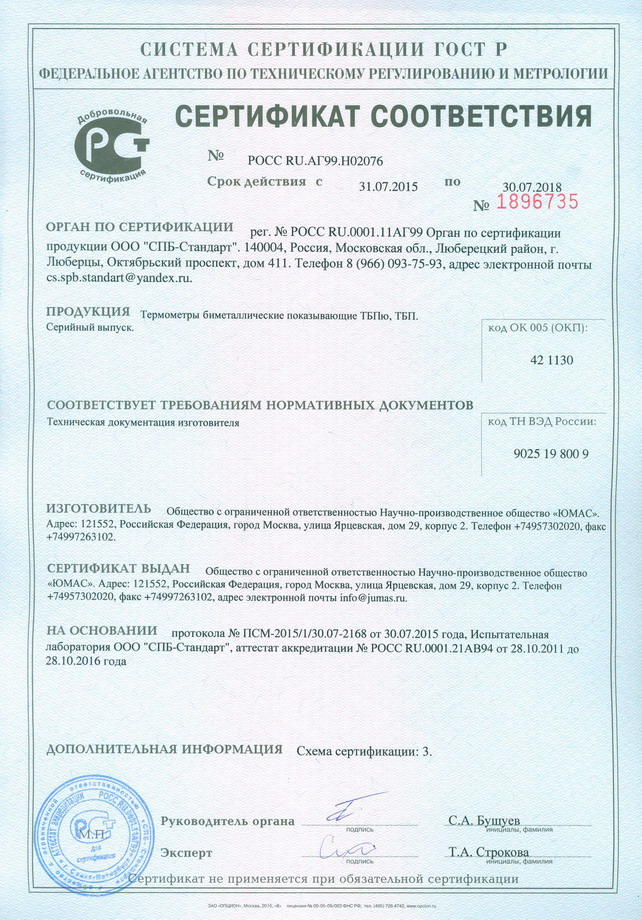 СИСТЕМА СЕРТИФИКАЦИИ ГОСТ Р
ФЕДЕРАЛЬНОЕ АГЕНТСТВО ПО ТЕХНИЧЕСКОМУ РЕГУЛИРОВАНИЮ И МЕТРОЛОГИИ
Добровольная
сертификация
СЕРТИФИКАТ СООТВЕТСТВИЯ
№ РОСС RU.АГ99.Н02076
Срок действия с 31.07.2015 по 30.07.2018
№ 1896735
ОРГАН ПО СЕРТИФИКАЦИИ рег. № РОСС RU.0001.11АГ99 Орган по сертификации
продукции ООО "СПБ-Стандарт". 140004, Россия, Московская обл., Люберецкий район, г.
Люберцы, Октябрьский проспект, дом 411. Телефон 8 (966) 093-75-93, адрес электронной почты
cs.spb.standart@yandex.ru.
ПРОДУКЦИЯ Термометры биметаллические показывающие ТБПю, ТБП.
Серийный выпуск.
код ОК 005 (ОКП):
42 1130
СООТВЕТСТВУЕТ ТРЕБОВАНИЯМ НОРМАТИВНЫХ ДОКУМЕНТОВ
Техническая документация изготовителя
код ТН ВЭД России:
9025 19 800 9
ИЗГОТОВИТЕЛЬ Общество с ограниченной ответственностью Научно-производственное общество «ЮМАС».
Адрес: 121552, Российская Федерация, город Москва, улица Ярцевская, дом 29, корпус 2. Телефон +74957302020, факс
+74997263102.
СЕРТИФИКАТ ВЫДАН Общество с ограниченной ответственностью Научно-производственное общество
«ЮМАС». Адрес: 121552, Российская Федерация, город Москва, улица Ярцевская, дом 29, корпус 2. Телефон
+74957302020, факс +74997263102, адрес электронной почты info@jumas.ru.
НА ОСНОВАНИИ протокола № ПСМ-2015/1/30.07-2168 от 30.07.2015 года, Испытательная
лаборатория ООО "СПБ-Стандарт", аттестат аккредитации № РОСС RU.0001.21АВ94 от 28.10.2011 до
28.10.2016 года
ДОПОЛНИТЕЛЬНАЯ ИНФОРМАЦИЯ Схема сертификации: 3.
М.П.
для
сертификатов
Руководитель органа
подпись
С.А. Бушуев
инициалы, фамилия
Эксперт
подпись
Т.А. Строкова
инициалы, фамилия
Сертификат не применяется при обязательной сертификации